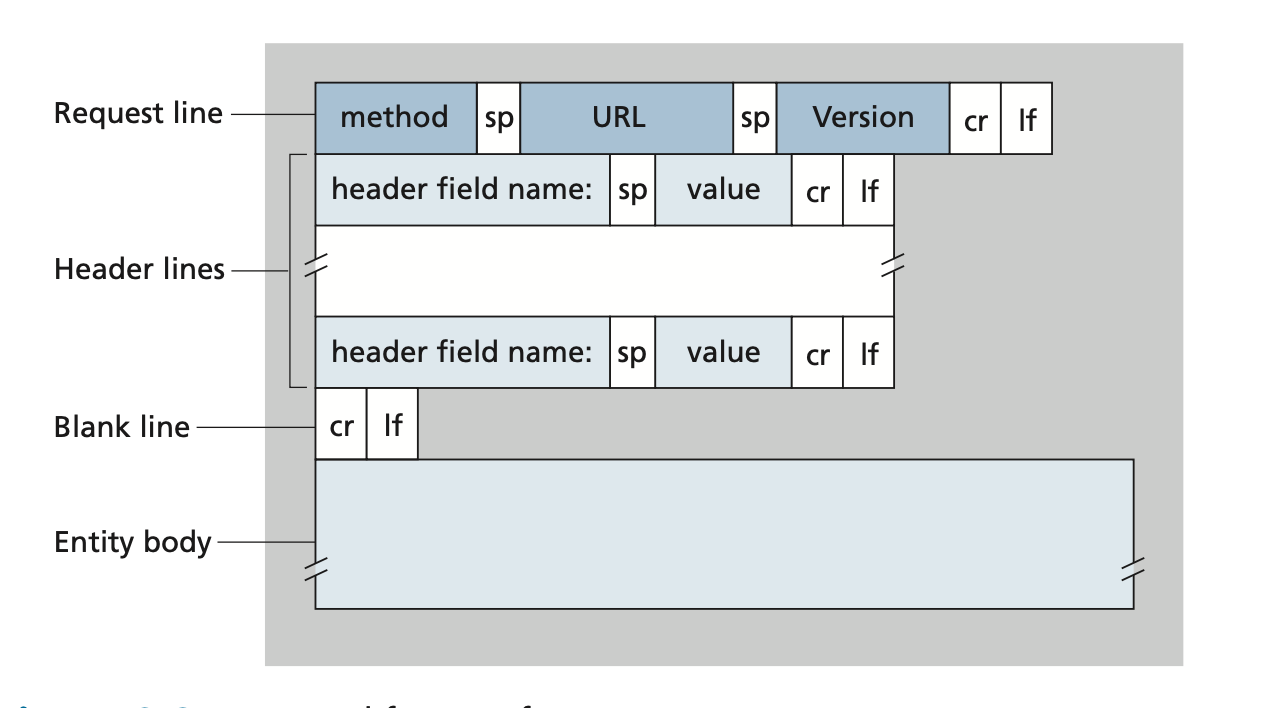 Request line method sp URL sp Version cr lf
header field name: sp value cr lf
Header lines
header field name: sp value cr lf
Blank line cr lf
Entity body